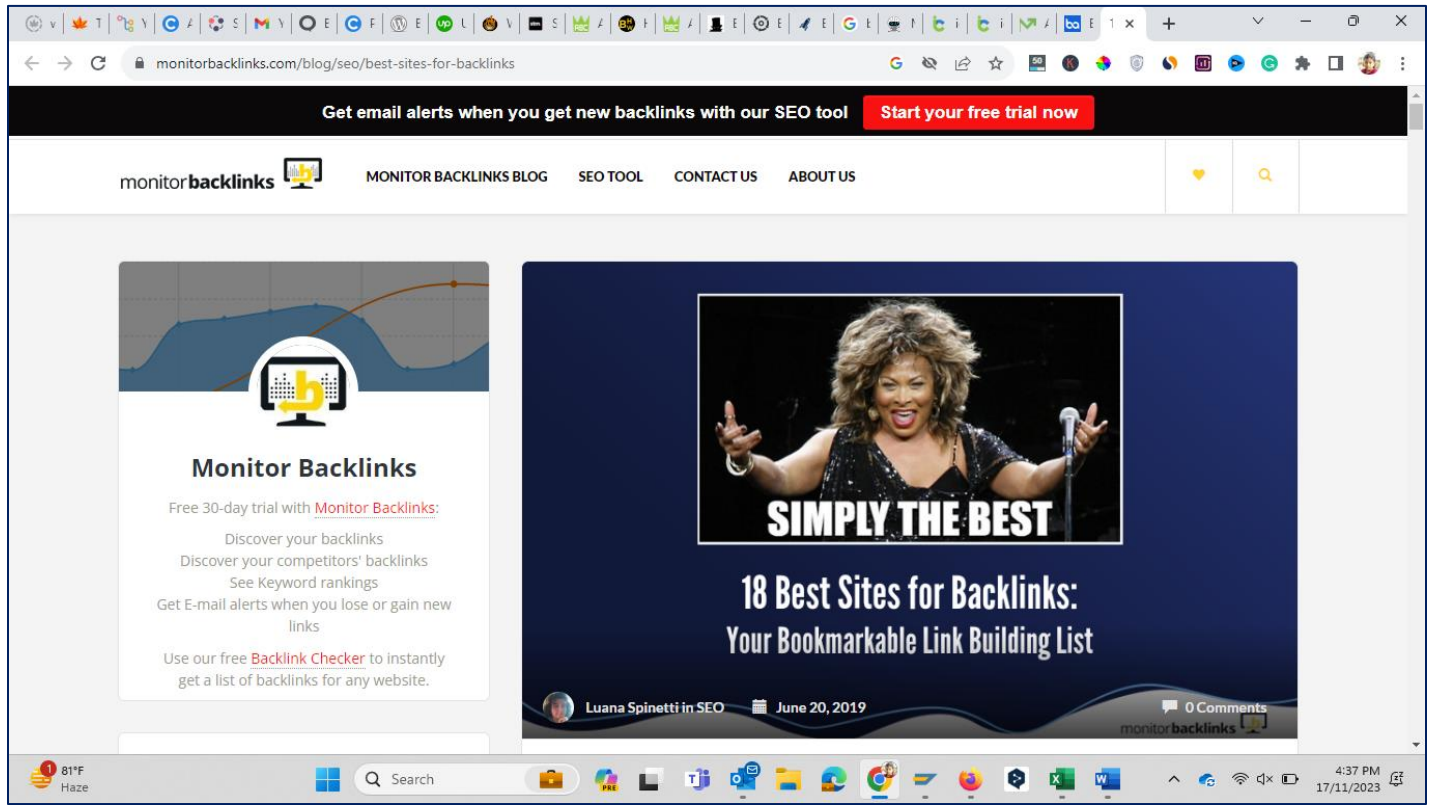 monitorbacklinks.com/blog/seo/best-sites-for-backlinks
Get email alerts when you get new backlinks with our SEO tool
Start your free trial now
monitorbacklinks
MONITOR BACKLINKS BLOG
SEO TOOL
CONTACT US
ABOUT US
Monitor Backlinks
Free 30-day trial with Monitor Backlinks:
Discover your backlinks
Discover your competitors' backlinks
See Keyword rankings
Get E-mail alerts when you lose or gain new
links
Use our free Backlink Checker to instantly
get a list of backlinks for any website.
SIMPLY THE BEST
18 Best Sites for Backlinks:
Your Bookmarkable Link Building List
Luana Spinetti in SEO
June 20, 2019
0 Comments
monitorbacklinks
1
81°F
Haze
Search
PRE
4:37 PM
17/11/2023